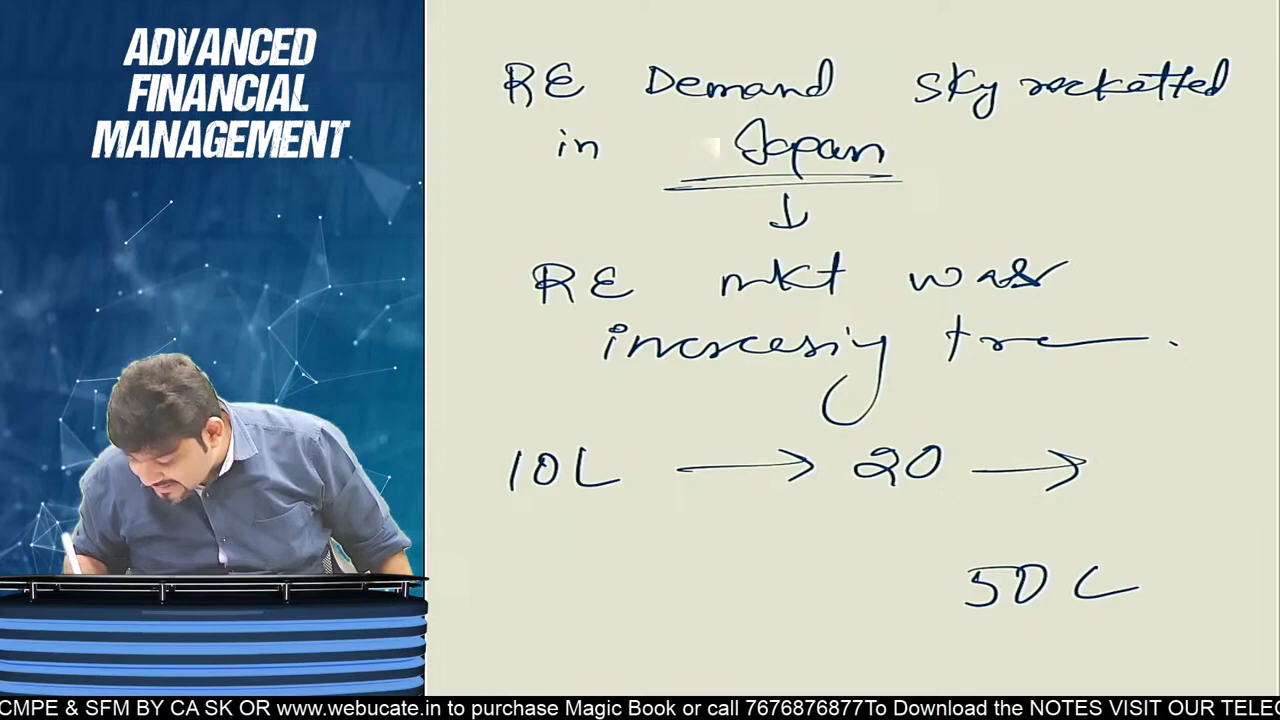 ADVANCED
FINANCIAL
MANAGEMENT
RE Demand Sky rocketted
in Japan
↓
RE mkt was
increasing
10L → 20 →
50 L
CMPE & SFM BY CA SK OR www.webucate.in to purchase Magic Book or call 7676876877To Download the NOTES VISIT OUR TELE